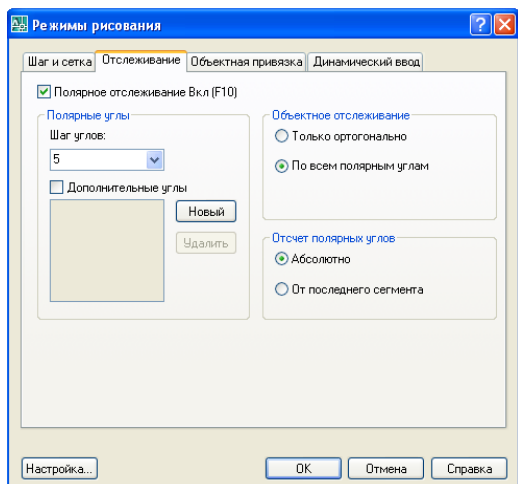 Режимы рисования
Шаг и сетка Отслеживание Объектная привязка Динамический ввод
Полярное отслеживание Вкл (F10)
Полярные углы
Шаг углов:
5
Дополнительные углы
Новый
Удалить
Объектное отслеживание
Только ортогонально
По всем полярным углам
Отсчет полярных углов
Абсолютно
От последнего сегмента
Настройка... OK Отмена Справка